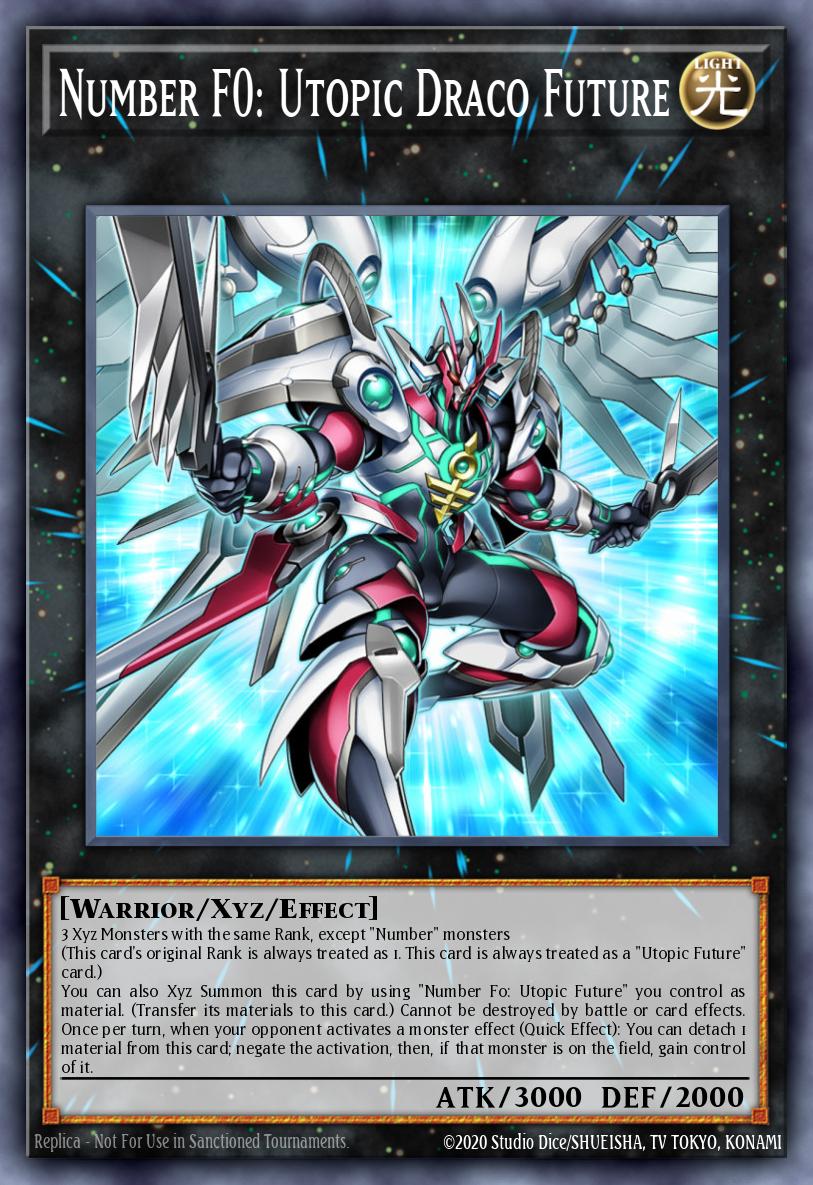 Number F0: Utopic Draco Future
LIGHT
光
[Warrior/Xyz/Effect]
3 Xyz Monsters with the same Rank, except "Number" monsters
(This card's original Rank is always treated as 1. This card is always treated as a "Utopic Future"
card.)
You can also Xyz Summon this card by using "Number F0: Utopic Future" you control as
material. (Transfer its materials to this card.) Cannot be destroyed by battle or card effects.
Once per turn, when your opponent activates a monster effect (Quick Effect): You can detach 1
material from this card; negate the activation, then, if that monster is on the field, gain control
of it.
ATK/3000 DEF/2000
Replica - Not For Use in Sanctioned Tournaments.
©2020 Studio Dice/SHUEISHA, TV TOKYO, KONAMI